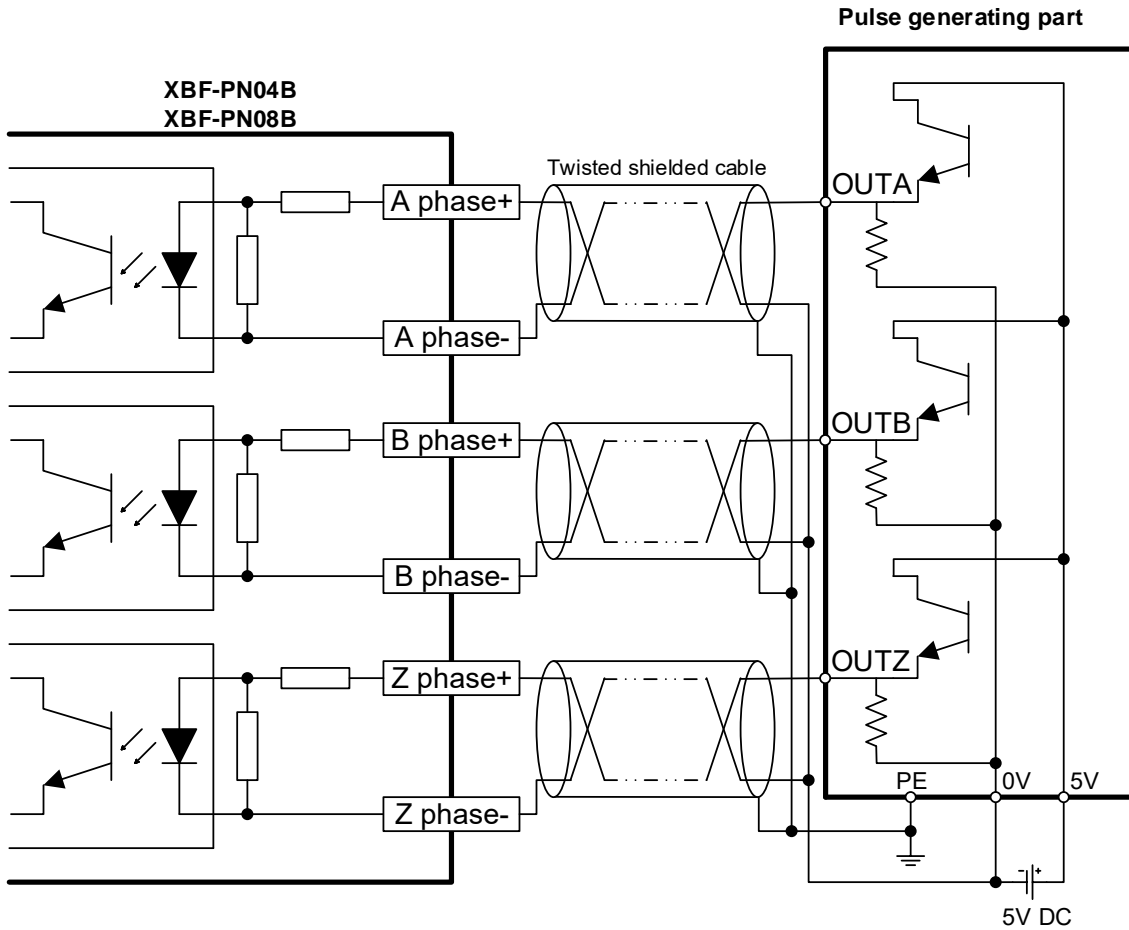 Pulse generating part
XBF-PN04B
XBF-PN08B
Twisted shielded cable
A phase+
OUTA
A phase-
B phase+
OUTB
B phase-
Z phase+
OUTZ
Z phase-
PE
0V
5V
- +
5V DC